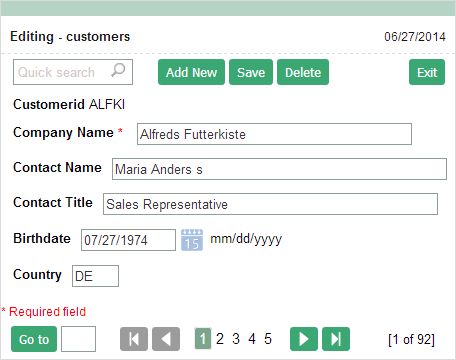 Editing - customers 06/27/2014
Quick search Add New Save Delete Exit
Customerid ALFKI
Company Name * Alfreds Futterkiste
Contact Name Maria Anders s
Contact Title Sales Representative
Birthdate 07/27/1974 15 mm/dd/yyyy
Country DE
* Required field
Go to 1 2 3 4 5 [1 of 92]